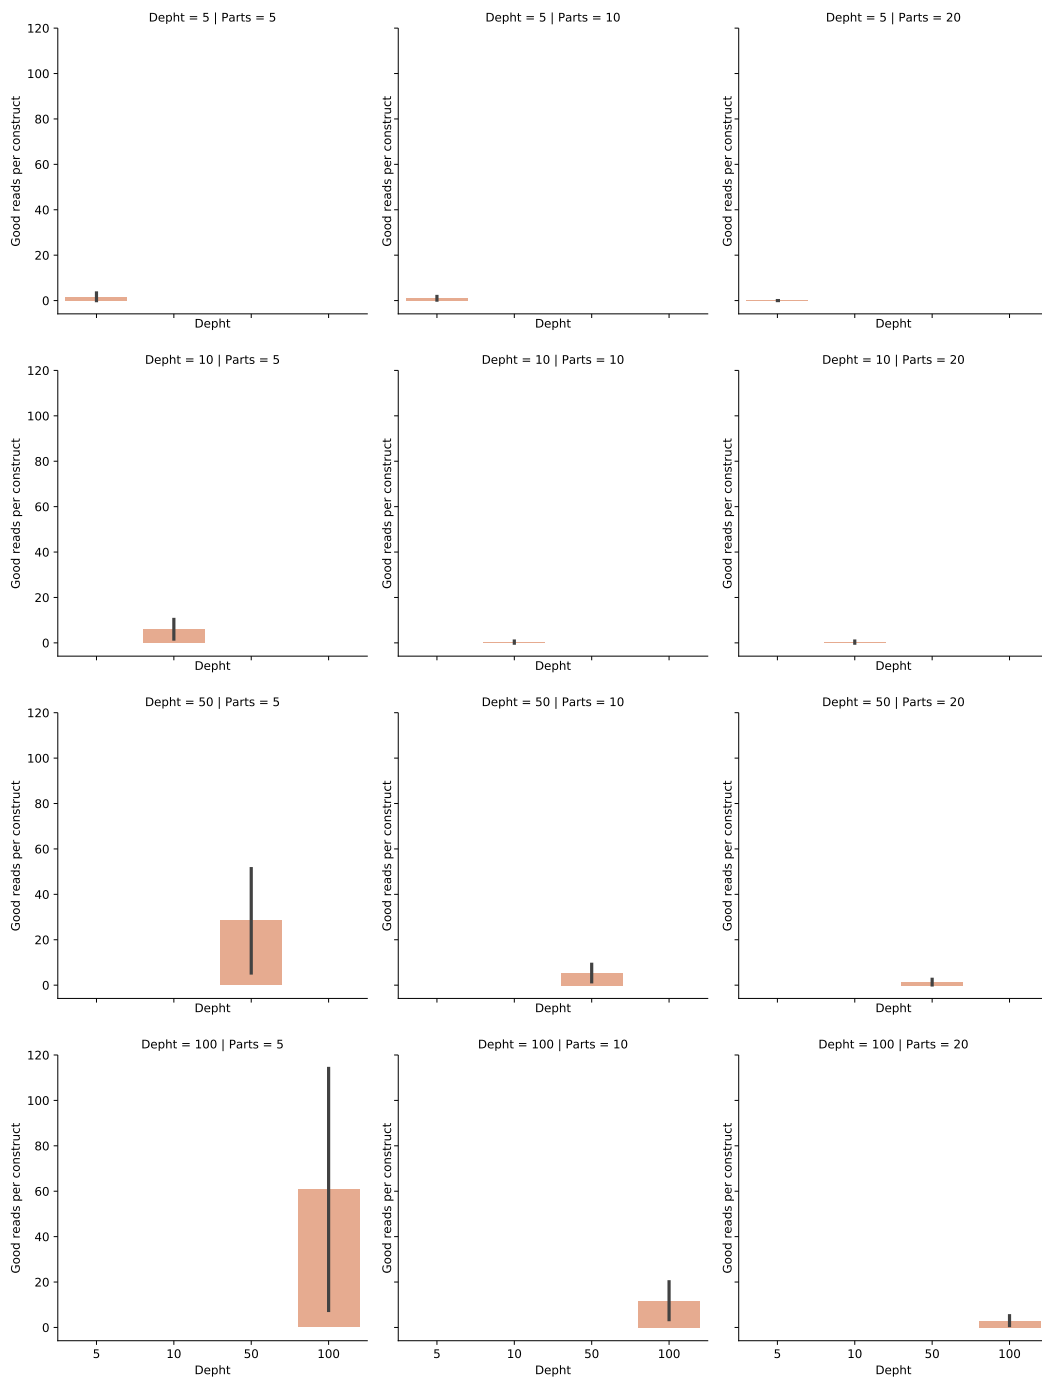 Depht = 5 | Parts = 5
Depht = 5 | Parts = 10
Depht = 5 | Parts = 20
120
100
80
60
40
20
0
Good reads per construct
Good reads per construct
Good reads per construct
Depht
Depht
Depht
Depht = 10 | Parts = 5
Depht = 10 | Parts = 10
Depht = 10 | Parts = 20
120
100
80
60
40
20
0
Good reads per construct
Good reads per construct
Good reads per construct
Depht
Depht
Depht
Depht = 50 | Parts = 5
Depht = 50 | Parts = 10
Depht = 50 | Parts = 20
120
100
80
60
40
20
0
Good reads per construct
Good reads per construct
Good reads per construct
Depht
Depht
Depht
Depht = 100 | Parts = 5
Depht = 100 | Parts = 10
Depht = 100 | Parts = 20
120
100
80
60
40
20
0
Good reads per construct
Good reads per construct
Good reads per construct
5 10 50 100
5 10 50 100
5 10 50 100
Depht
Depht
Depht